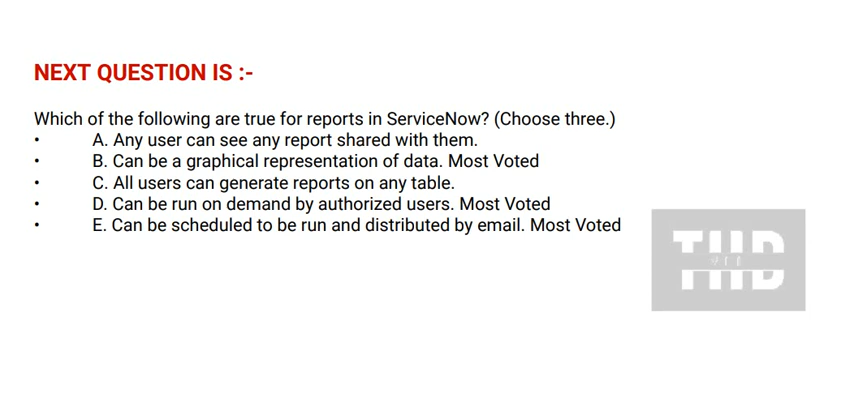 NEXT QUESTION IS :-
Which of the following are true for reports in ServiceNow? (Choose three.)
• A. Any user can see any report shared with them.
• B. Can be a graphical representation of data. Most Voted
• C. All users can generate reports on any table.
• D. Can be run on demand by authorized users. Most Voted
• E. Can be scheduled to be run and distributed by email. Most Voted
THD